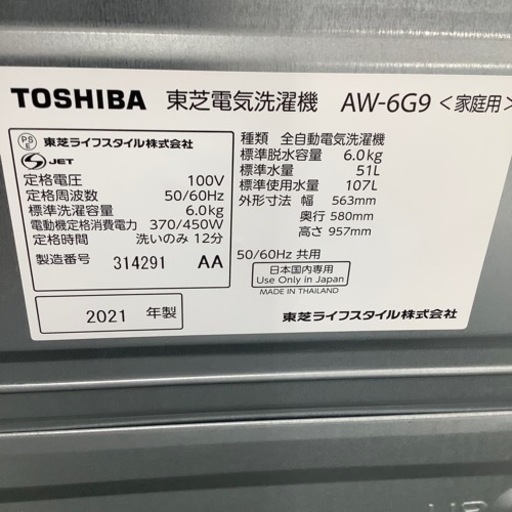 TOSHIBA 東芝電気洗濯機 AW-6G9 <家庭用>
PS E 東芝ライフスタイル株式会社
S JET
定格電圧 100V
定格周波数 50/60Hz
標準洗濯容量 6.0kg
電動機定格消費電力 370/450W
定格時間 洗いのみ 12分
製造番号 314291 AA
2021 年製
種類 全自動電気洗濯機
標準脱水容量 6.0kg
標準水量 51L
標準使用水量 107L
外形寸法 幅 563mm
奥行 580mm
高さ 957mm
50/60Hz 共用
日本国内専用
Use Only in Japan
MADE IN THAILAND
東芝ライフスタイル株式会社